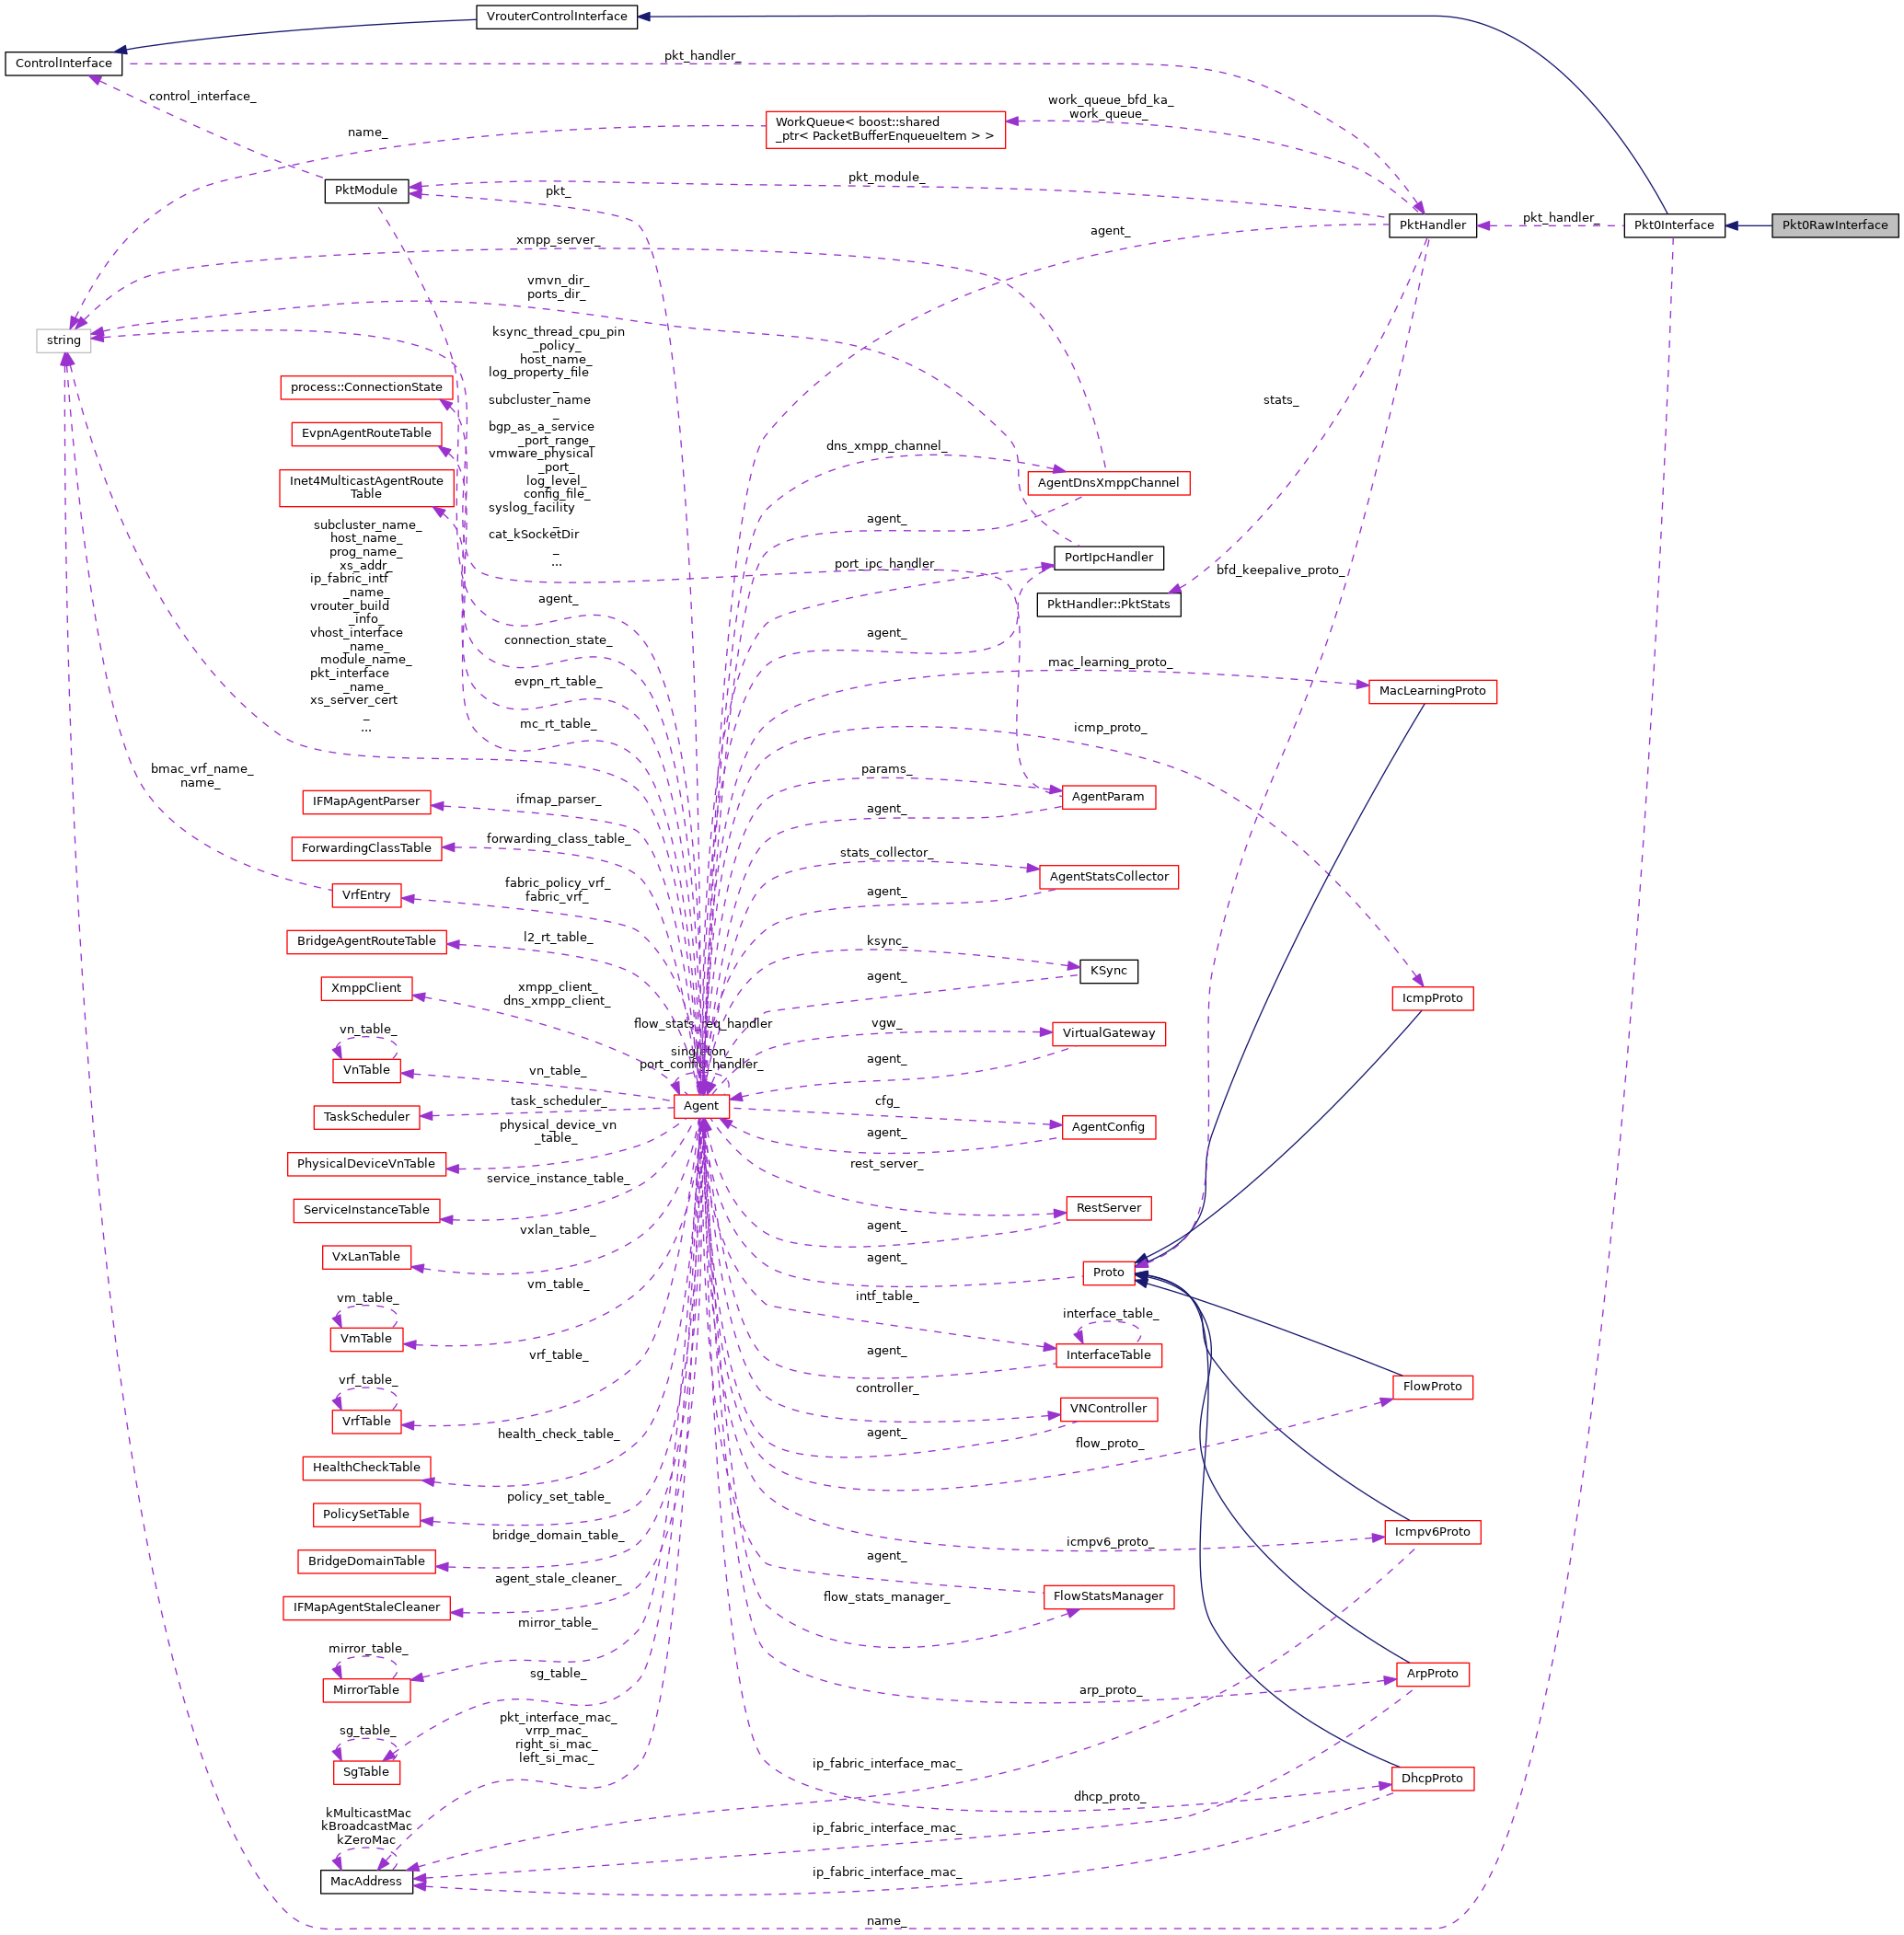 VrouterControlInterface
ControlInterface
pkt_handler_
control_interface_
work_queue_bfd_ka_
work_queue_
WorkQueue< boost::shared
_ptr< PacketBufferEnqueueItem > >
name_
PktModule
pkt_module_
pkt_
PktHandler
pkt_handler_
Pkt0Interface
Pkt0RawInterface
agent_
xmpp_server_
vmvn_dir_
ports_dir_
string
ksync_thread_cpu_pin
_policy_
host_name_
log_property_file
_
subcluster_name
_
bgp_as_a_service
_port_range_
vmware_physical
_port_
log_level_
config_file_
syslog_facility
_
cat_kSocketDir
_
...
process::ConnectionState
EvpnAgentRouteTable
Inet4MulticastAgentRoute
Table
stats_
dns_xmpp_channel_
AgentDnsXmppChannel
agent_
PortIpcHandler
port_ipc_handler_
PktHandler::PktStats
bfd_keepalive_proto_
subcluster_name_
host_name_
prog_name_
xs_addr_
ip_fabric_intf
_name_
vrouter_build
_info_
vhost_interface
_name_
module_name_
pkt_interface
_name_
xs_server_cert
_
...
agent_
connection_state_
agent_
evpn_rt_table_
mac_learning_proto_
MacLearningProto
mc_rt_table_
icmp_proto_
bmac_vrf_name_
name_
params_
AgentParam
agent_
IFMapAgentParser
ifmap_parser_
ForwardingClassTable
forwarding_class_table_
stats_collector_
AgentStatsCollector
agent_
VrfEntry
fabric_policy_vrf_
fabric_vrf_
BridgeAgentRouteTable
l2_rt_table_
ksync_
KSync
agent_
XmppClient
xmpp_client_
dns_xmpp_client_
IcmpProto
flow_stats_req_handler
_
singleton_
port_config_handler_
vgw_
VirtualGateway
agent_
vn_table_
VnTable
vn_table_
Agent
TaskScheduler
task_scheduler_
cfg_
AgentConfig
agent_
physical_device_vn
_table_
PhysicalDeviceVnTable
rest_server_
service_instance_table_
ServiceInstanceTable
RestServer
agent_
vxlan_table_
VxLanTable
agent_
Proto
vm_table_
vm_table_
VmTable
intf_table_
interface_table_
InterfaceTable
agent_
vrf_table_
vrf_table_
VrfTable
controller_
VNController
agent_
FlowProto
flow_proto_
health_check_table_
HealthCheckTable
policy_set_table_
PolicySetTable
bridge_domain_table_
BridgeDomainTable
icmpv6_proto_
Icmpv6Proto
agent_
agent_stale_cleaner_
IFMapAgentStaleCleaner
flow_stats_manager_
FlowStatsManager
mirror_table_
mirror_table_
MirrorTable
ArpProto
arp_proto_
sg_table_
sg_table_
SgTable
pkt_interface_mac_
vrrp_mac_
right_si_mac_
left_si_mac_
ip_fabric_interface_mac_
DhcpProto
dhcp_proto_
kMulticastMac
kBroadcastMac
kZeroMac
MacAddress
ip_fabric_interface_mac_
ip_fabric_interface_mac_
name_